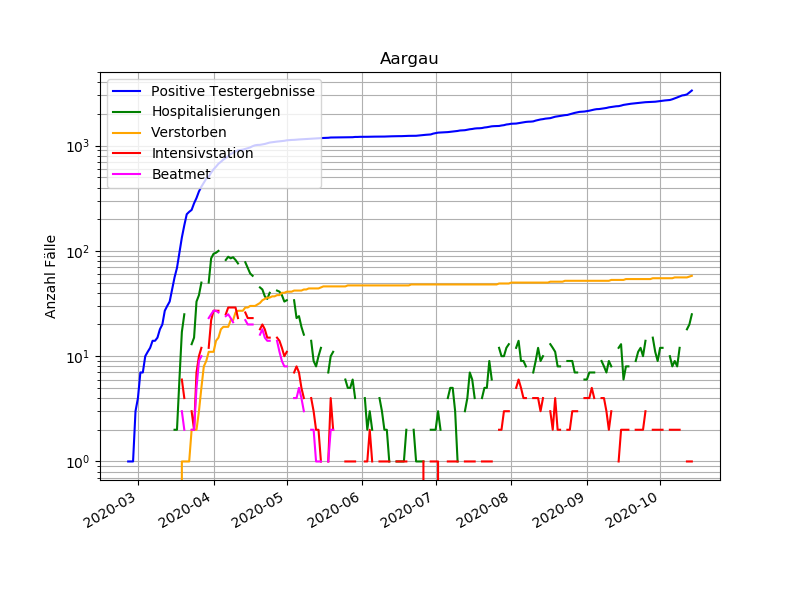 Aargau
Positive Testergebnisse
Hospitalisierungen
Verstorben
Intensivstation
Beatmet
Anzahl Fälle
10³
10²
10¹
10⁰
2020-03
2020-04
2020-05
2020-06
2020-07
2020-08
2020-09
2020-10